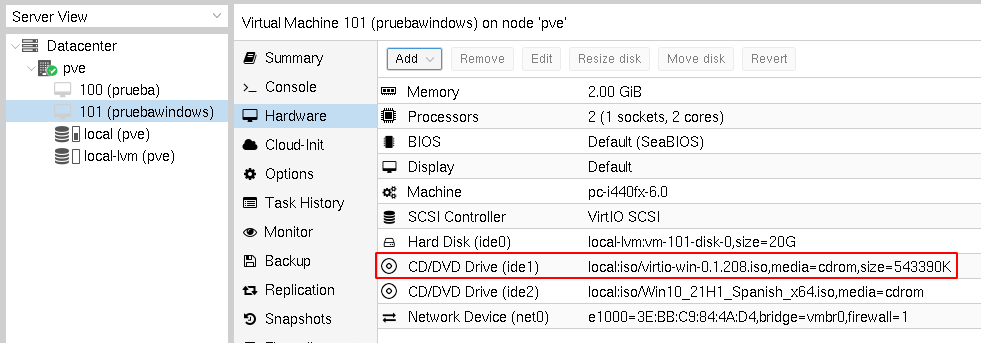 Server View
Datacenter
pve
100 (prueba)
101 (pruebawindows)
local (pve)
local-lvm (pve)
Virtual Machine 101 (pruebawindows) on node 'pve'
Summary
Console
Hardware
Cloud-Init
Options
Task History
Monitor
Backup
Replication
Snapshots
Add Remove Edit Resize disk Move disk Revert
Memory 2.00 GiB
Processors 2 (1 sockets, 2 cores)
BIOS Default (SeaBIOS)
Display Default
Machine pc-i440fx-6.0
SCSI Controller VirtIO SCSI
Hard Disk (ide0) local-lvm:vm-101-disk-0,size=20G
CD/DVD Drive (ide1) local:iso/virtio-win-0.1.208.iso,media=cdrom,size=543390K
CD/DVD Drive (ide2) local:iso/Win10_21H1_Spanish_x64.iso,media=cdrom
Network Device (net0) e1000=3E:BB:C9:84:4A:D4,bridge=vmbr0,firewall=1